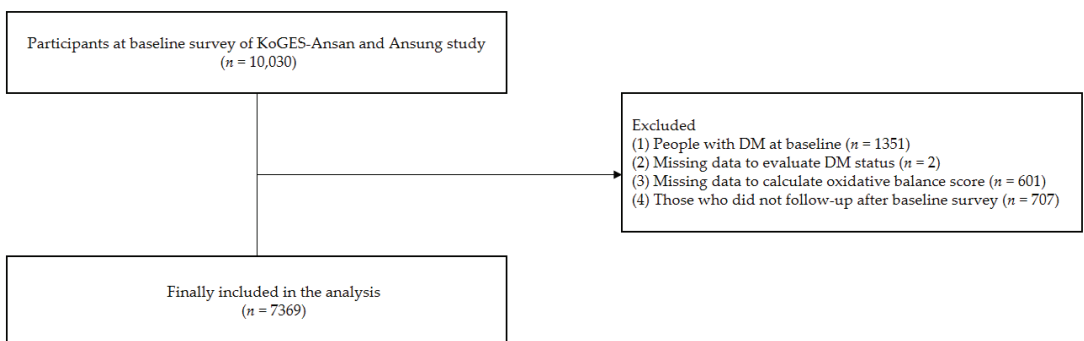 Participants at baseline survey of KoGES-Ansan and Ansung study
(n = 10,030)
Excluded
(1) People with DM at baseline (n = 1351)
(2) Missing data to evaluate DM status (n = 2)
(3) Missing data to calculate oxidative balance score (n = 601)
(4) Those who did not follow-up after baseline survey (n = 707)
Finally included in the analysis
(n = 7369)